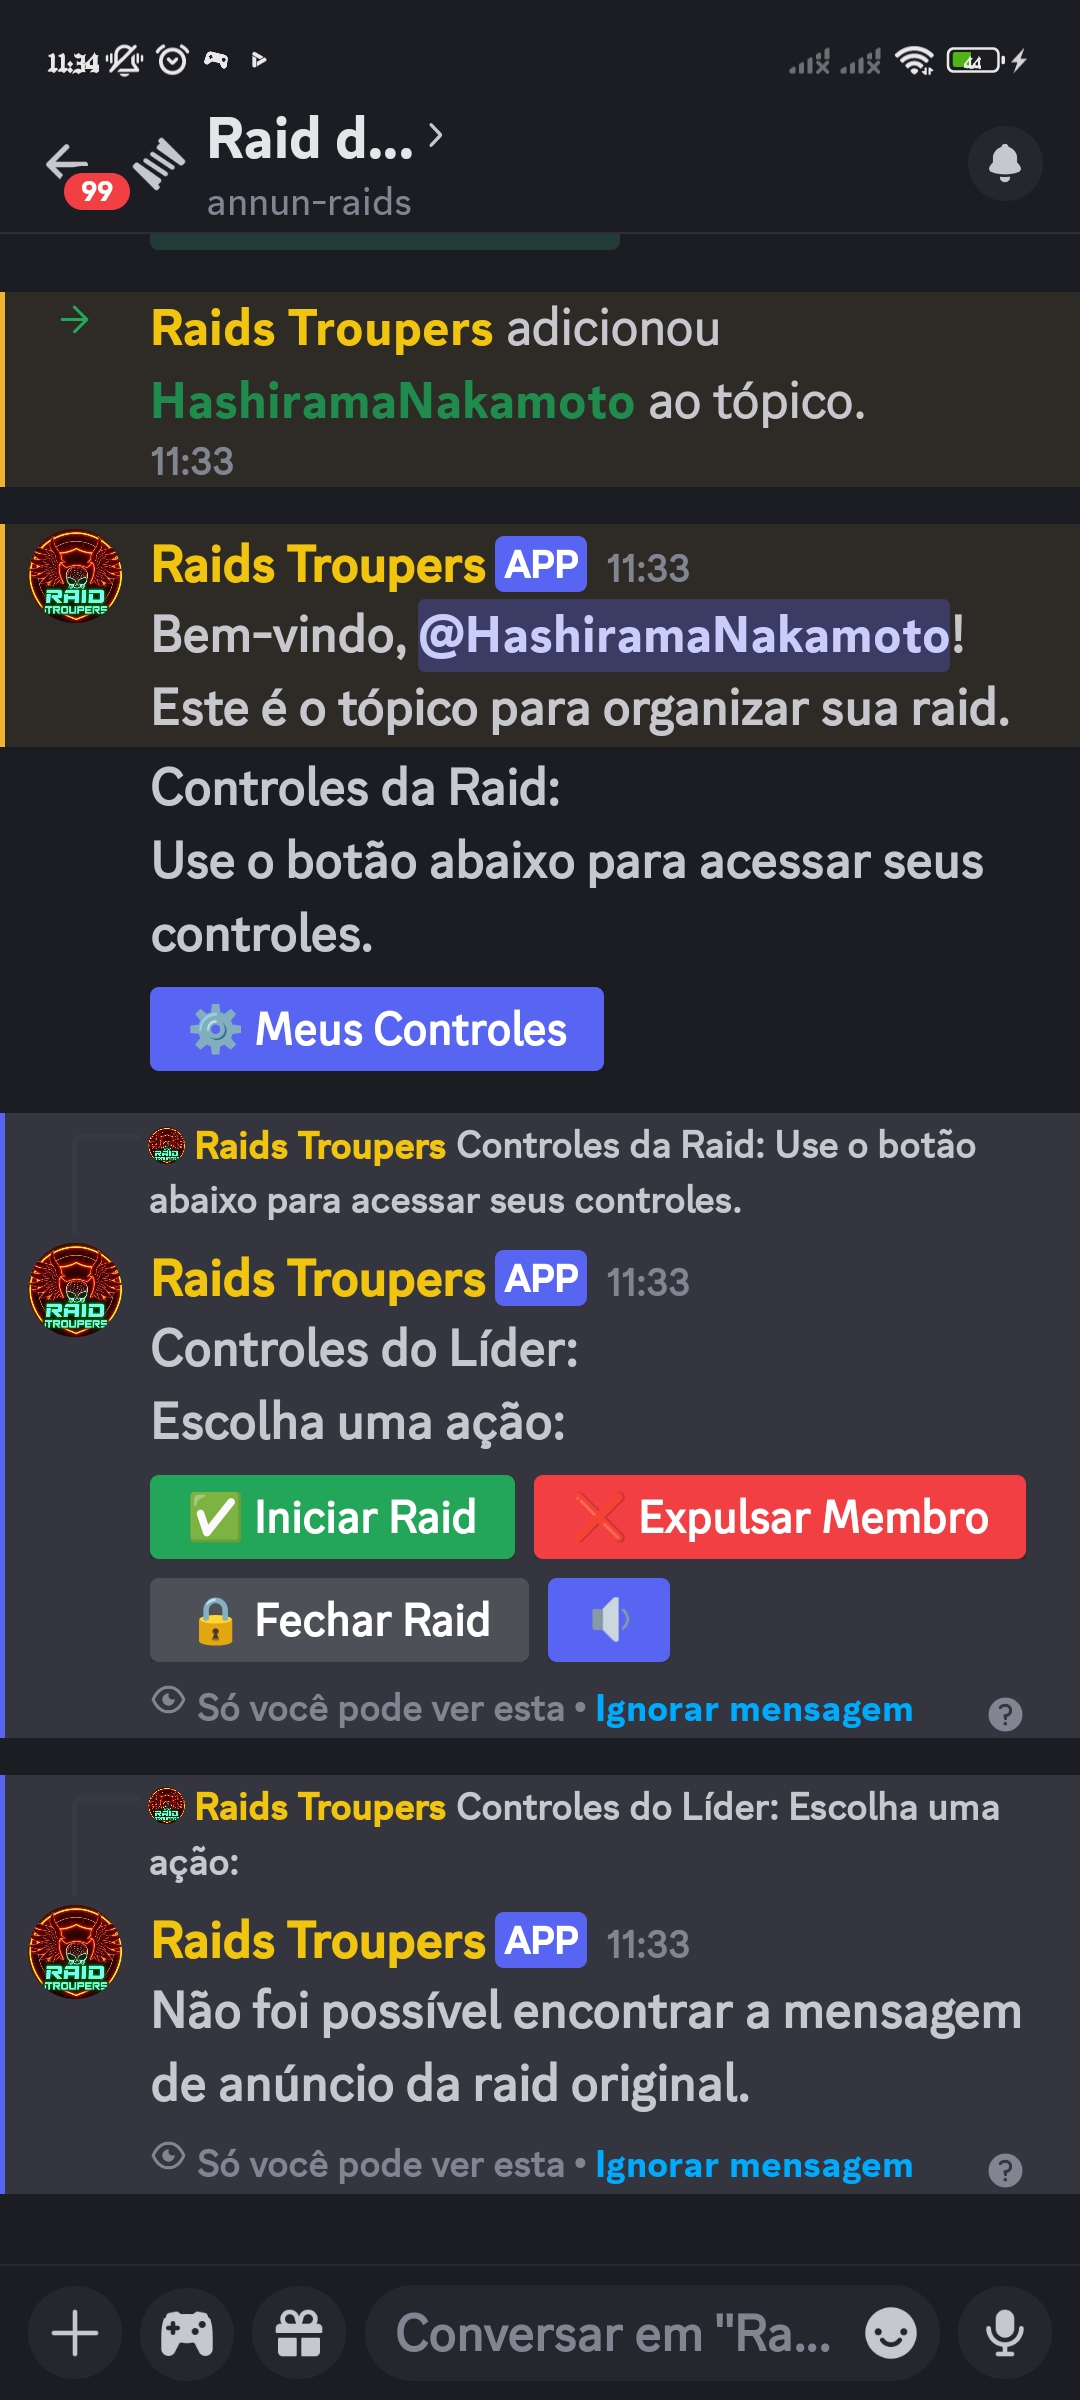 11:34
44
Raid d...
99
annun-raids
Raids Troupers adicionou
HashiramaNakamoto ao tópico.
11:33
RAID
TROUPERS
Raids Troupers APP 11:33
Bem-vindo, @HashiramaNakamoto!
Este é o tópico para organizar sua raid.
Controles da Raid:
Use o botão abaixo para acessar seus
controles.
Meus Controles
Raids Troupers Controles da Raid: Use o botão
abaixo para acessar seus controles.
RAID
TROUPERS
Raids Troupers APP 11:33
Controles do Líder:
Escolha uma ação:
Iniciar Raid
Expulsar Membro
Fechar Raid
Só você pode ver esta • Ignorar mensagem
?
Raids Troupers Controles do Líder: Escolha uma
ação:
RAID
TROUPERS
Raids Troupers APP 11:33
Não foi possível encontrar a mensagem
de anúncio da raid original.
Só você pode ver esta • Ignorar mensagem
?
Conversar em "Ra...